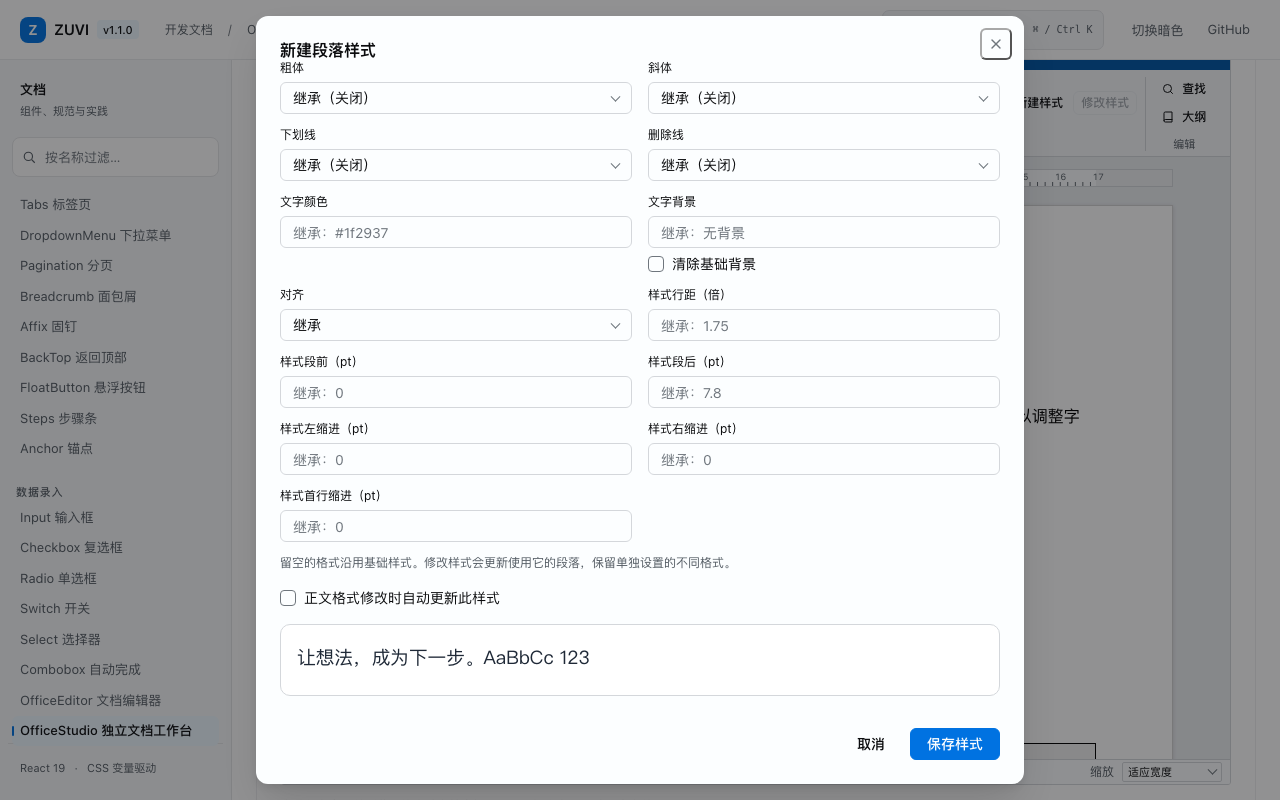 Z ZUVI v1.1.0 开发文档 / O
⌘ / Ctrl K 切换暗色 GitHub
文档
组件、规范与实践
按名称过滤...
Tabs 标签页
DropdownMenu 下拉菜单
Pagination 分页
Breadcrumb 面包屑
Affix 固钉
BackTop 返回顶部
FloatButton 悬浮按钮
Steps 步骤条
Anchor 锚点
数据录入
Input 输入框
Checkbox 复选框
Radio 单选框
Switch 开关
Select 选择器
Combobox 自动完成
OfficeEditor 文档编辑器
OfficeStudio 独立文档工作台
React 19 · CSS 变量驱动
新建段落样式
粗体 斜体
继承（关闭） 继承（关闭）
下划线 删除线
继承（关闭） 继承（关闭）
文字颜色 文字背景
继承：#1f2937 继承：无背景
清除基础背景
对齐 样式行距（倍）
继承 继承：1.75
样式段前（pt） 样式段后（pt）
继承：0 继承：7.8
样式左缩进（pt） 样式右缩进（pt）
继承：0 继承：0
样式首行缩进（pt）
继承：0
留空的格式沿用基础样式。修改样式会更新使用它的段落，保留单独设置的不同格式。
正文格式修改时自动更新此样式
让想法，成为下一步。AaBbCc 123
取消 保存样式
建样式 修改样式
查找
大纲
编辑
16 17
以调整字
缩放 适应宽度